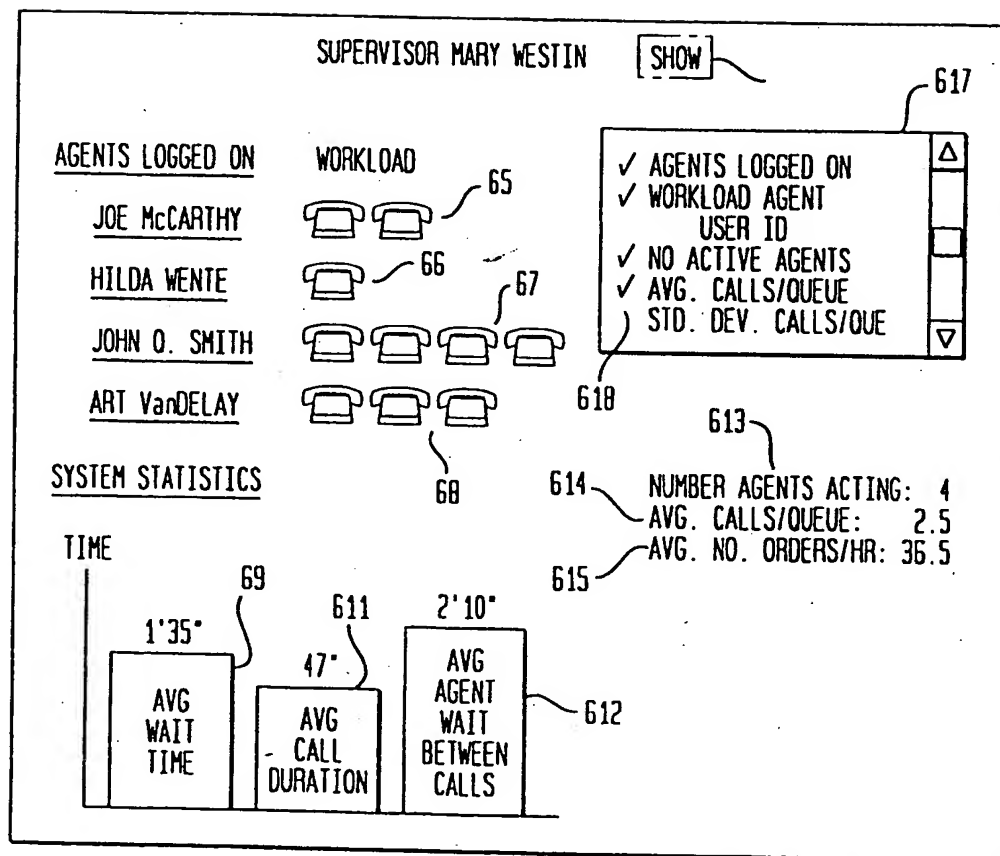 SUPERVISOR MARY WESTIN SHOW
617
AGENTS LOGGED ON WORKLOAD
JOE McCARTHY 65
HILDA WENTE 66
JOHN O. SMITH 67
ART VanDELAY 68
✓ AGENTS LOGGED ON
✓ WORKLOAD AGENT
USER ID
✓ NO ACTIVE AGENTS
✓ AVG. CALLS/QUEUE
STD. DEV. CALLS/QUE
618
SYSTEM STATISTICS
613
NUMBER AGENTS ACTING: 4
614 AVG. CALLS/QUEUE: 2.5
615 AVG. NO. ORDERS/HR: 36.5
TIME
1'35" 69
AVG
WAIT
TIME
47" 611
AVG
CALL
DURATION
2'10"
AVG
AGENT
WAIT
BETWEEN
CALLS
612